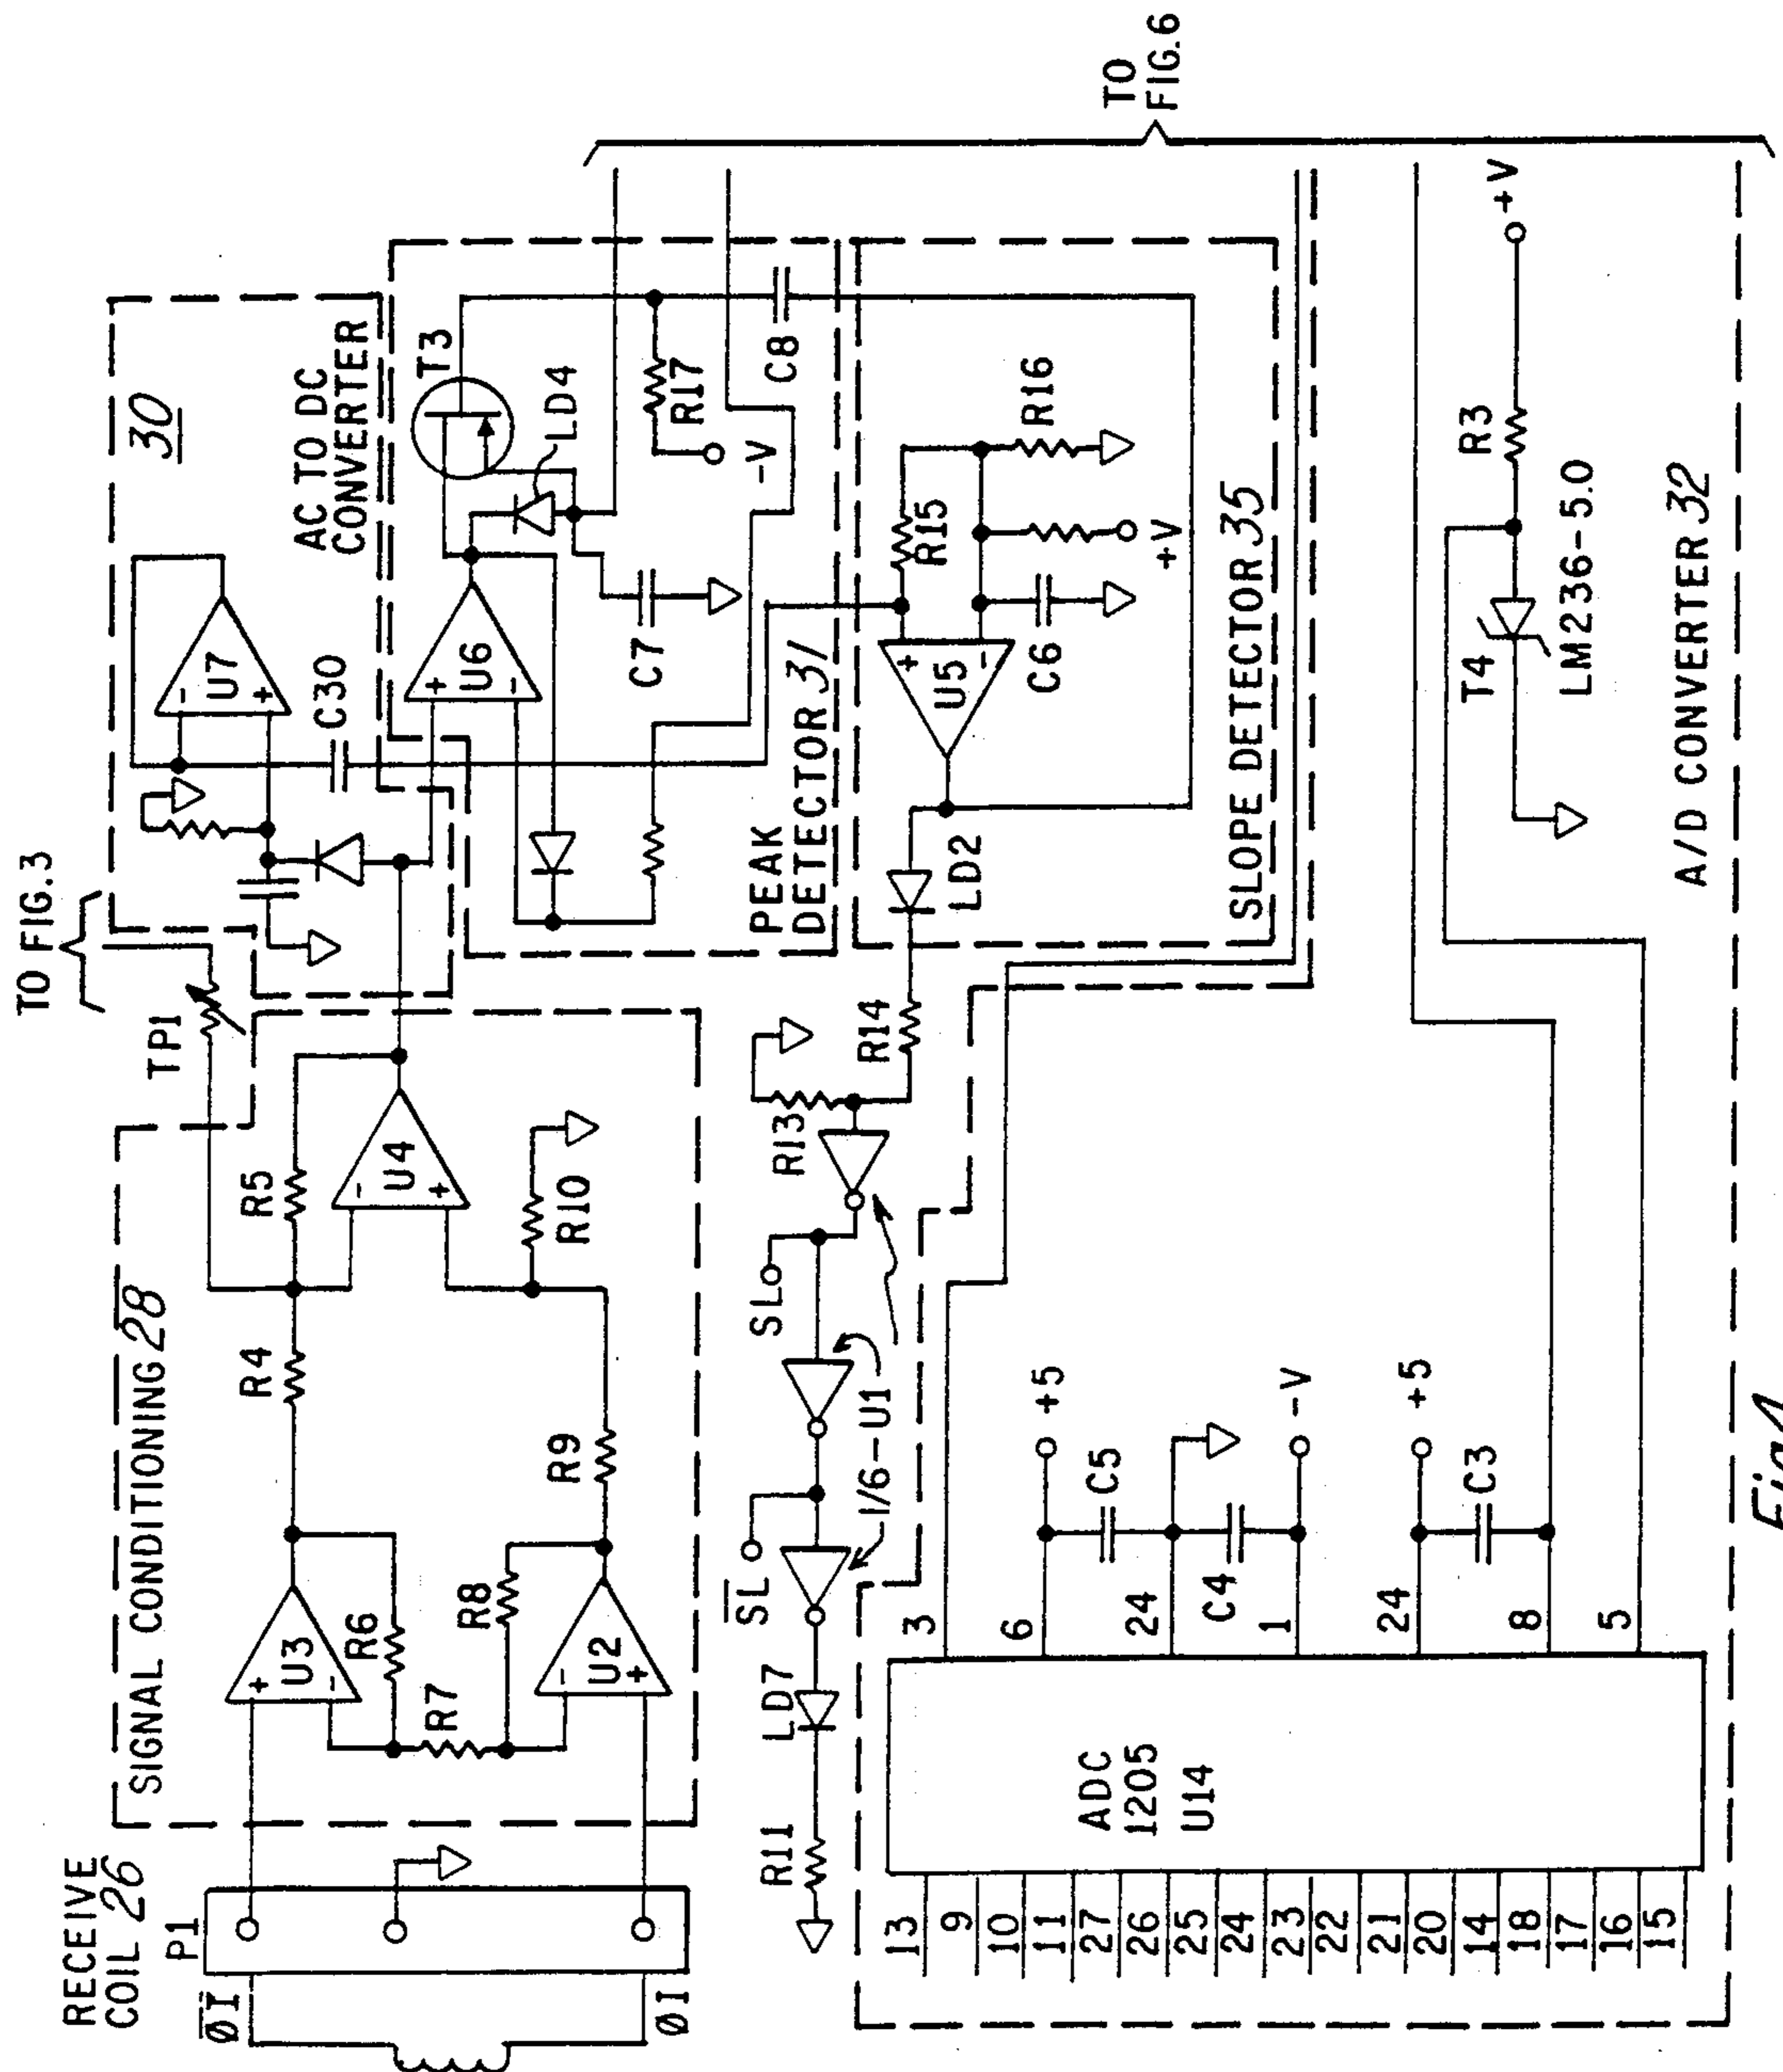 TO FIG.3
30
AC TO DC
CONVERTER
U7
-
+
C30
TP1
RECEIVE
COIL 26
P1
ØI
ØI
SIGNAL CONDITIONING 28
U3
+
-
R6
R7
R8
U2
-
+
R4
R9
R5
U4
-
+
R10
T3
LD4
U6
+
-
C7
R17
-V
C8
PEAK
DETECTOR 31
TO
FIG.6
R15
R16
+V
U5
+
-
C6
LD2
SLOPE DETECTOR 35
R14
R13
SL
1/6-U1
SL
LD7
R11
ADC
1205
U14
13
9
10
11
27
26
25
24
23
22
21
20
14
18
17
16
15
3
6
24
1
24
8
5
+5
C5
C4
-V
+5
C3
T4
LM236-5.0
R3
+V
A/D CONVERTER 32
Fig4